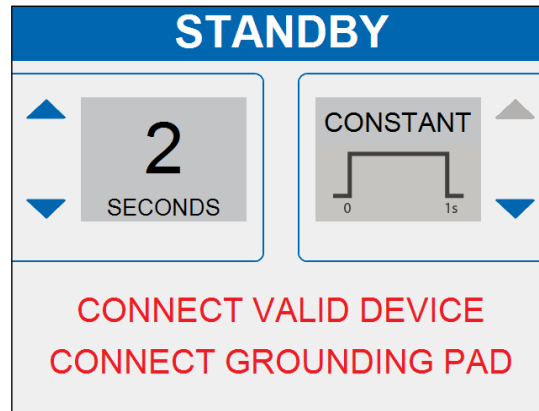 STANDBY
2
SECONDS
CONSTANT
0 1s
CONNECT VALID DEVICE
CONNECT GROUNDING PAD